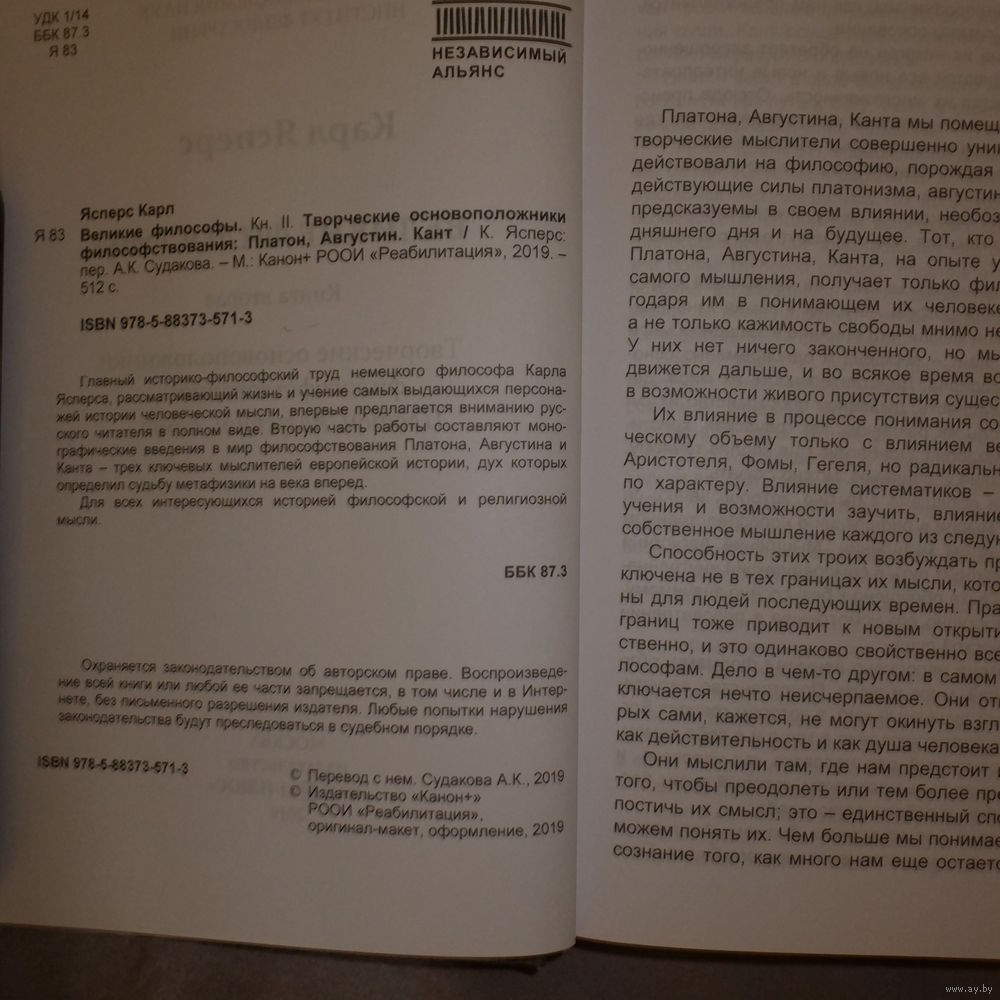 УДК 1/14
ББК 87.3
Я 83
НЕЗАВИСИМЫЙ
АЛЬЯНС
Ясперс Карл
Я 83 Великие философы. Кн. II. Творческие основоположники
философствования: Платон, Августин. Кант / К. Ясперс:
пер. А.К. Судакова. – М.: Канон+ РООИ «Реабилитация», 2019. –
512 с.
ISBN 978-5-88373-571-3
Главный историко-философский труд немецкого философа Карла
Ясперса, рассматривающий жизнь и учение самых выдающихся персона-
жей истории человеческой мысли, впервые предлагается вниманию рус-
ского читателя в полном виде. Вторую часть работы составляют моно-
графические введения в мир философствования Платона, Августина и
Канта – трех ключевых мыслителей европейской истории, дух которых
определил судьбу метафизики на века вперед.
Для всех интересующихся историей философской и религиозной
мысли.
ББК 87.3
Охраняется законодательством об авторском праве. Воспроизведе-
ние всей книги или любой ее части запрещается, в том числе и в Интер-
нете, без письменного разрешения издателя. Любые попытки нарушения
законодательства будут преследоваться в судебном порядке.
ISBN 978-5-88373-571-3
© Перевод с нем. Судакова А.К., 2019
© Издательство «Канон+»
РООИ «Реабилитация»,
оригинал-макет, оформление, 2019
Платона, Августина, Канта мы помещ
творческие мыслители совершенно уни
действовали на философию, порождая
действующие силы платонизма, августин
предсказуемы в своем влиянии, необоз
дняшнего дня и на будущее. Тот, кто
Платона, Августина, Канта, на опыте у
самого мышления, получает только фил
годаря им в понимающем их человеке
а не только кажимость свободы мнимо не
У них нет ничего законченного, но мы
движется дальше, и во всякое время во
в возможности живого присутствия сущес
Их влияние в процессе понимания со
ческому объему только с влиянием ве
Аристотеля, Фомы, Гегеля, но радикальн
по характеру. Влияние систематиков –
учения и возможности заучить, влияние
собственное мышление каждого из следую
Способность этих троих возбуждать пр
ключена не в тех границах их мысли, кото
ны для людей последующих времен. Пра
границ тоже приводит к новым открыти
ственно, и это одинаково свойственно все
лософам. Дело в чем-то другом: в самом
ключается нечто неисчерпаемое. Они отк
рых сами, кажется, не могут окинуть взгл
как действительность и как душа человека
Они мыслили там, где нам предстоит
того, чтобы преодолеть или тем более пре
постичь их смысл; это – единственный спо
можем понять их. Чем больше мы понимае
сознание того, как много нам еще остаетс
www.ay.by